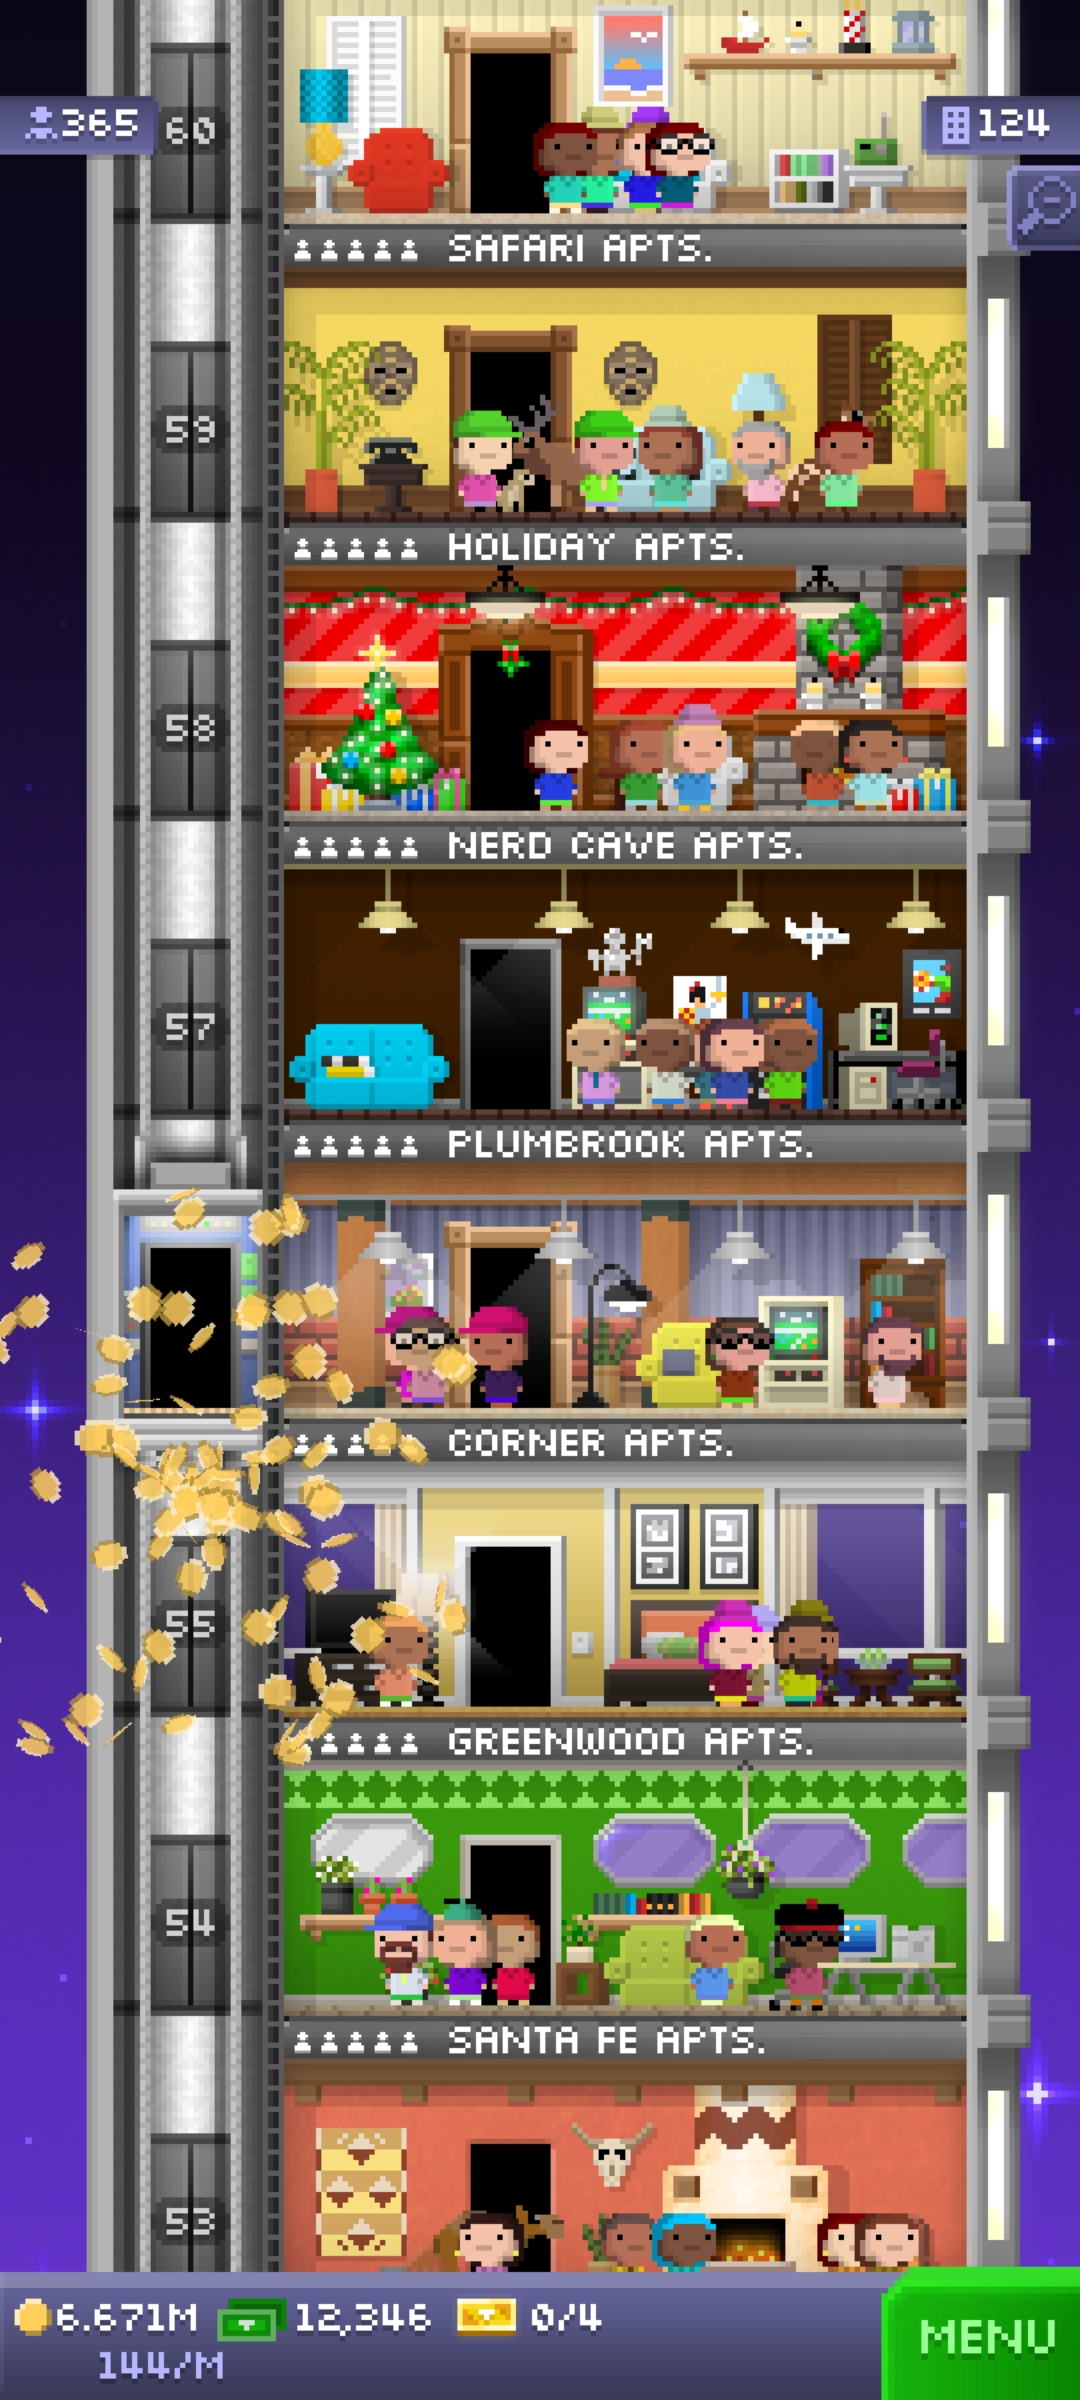 60
365
124
SAFARI APTS.
59
HOLIDAY APTS.
58
NERD CAVE APTS.
57
PLUMBROOK APTS.
CORNER APTS.
55
GREENWOOD APTS.
54
SANTA FE APTS.
53
6.671M 12,346 0/4
144/M
MENU